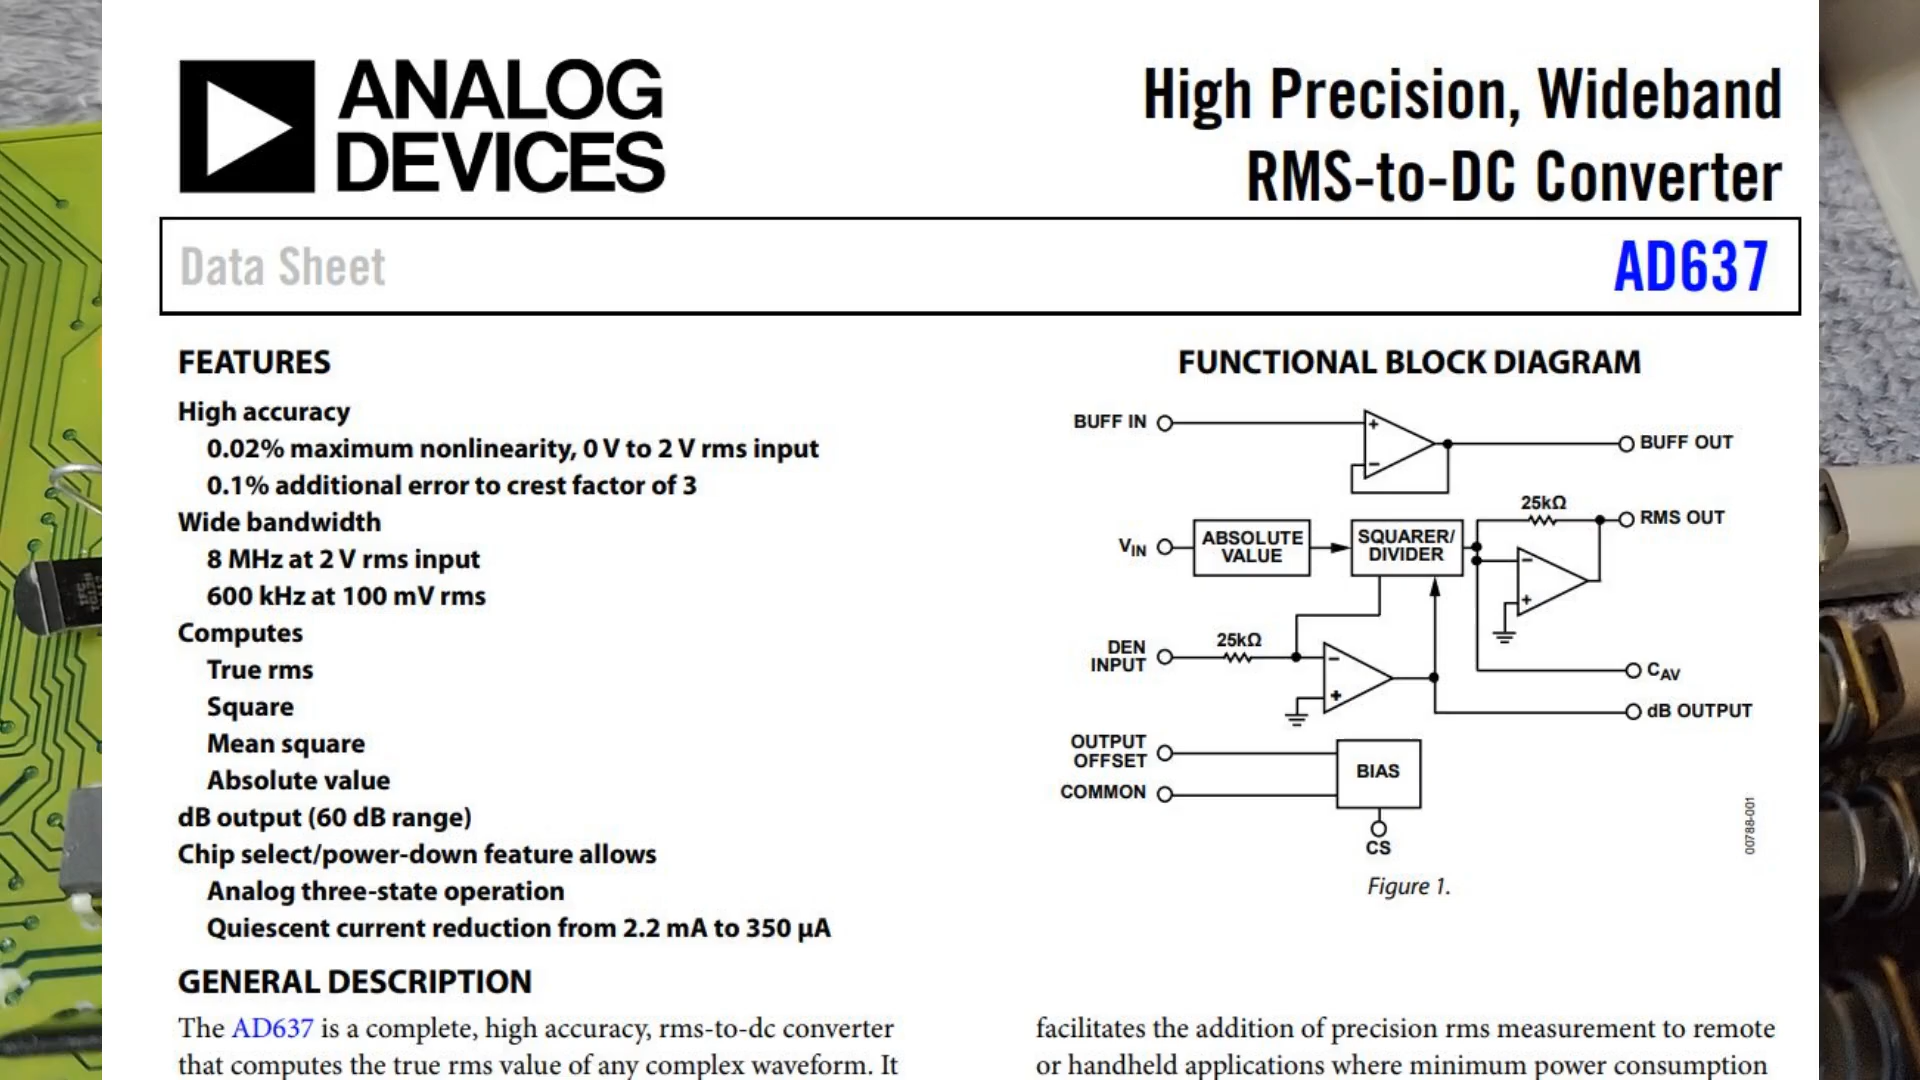 ANALOG
DEVICES
High Precision, Wideband
RMS-to-DC Converter
Data Sheet
AD637
FEATURES
High accuracy
0.02% maximum nonlinearity, 0 V to 2 V rms input
0.1% additional error to crest factor of 3
Wide bandwidth
8 MHz at 2 V rms input
600 kHz at 100 mV rms
Computes
True rms
Square
Mean square
Absolute value
dB output (60 dB range)
Chip select/power-down feature allows
Analog three-state operation
Quiescent current reduction from 2.2 mA to 350 µA
GENERAL DESCRIPTION
The AD637 is a complete, high accuracy, rms-to-dc converter
that computes the true rms value of any complex waveform. It
FUNCTIONAL BLOCK DIAGRAM
BUFF IN
+
−
BUFF OUT
25kΩ
RMS OUT
VIN
ABSOLUTE
VALUE
SQUARER/
DIVIDER
−
+
DEN
INPUT
25kΩ
−
+
CAV
dB OUTPUT
OUTPUT
OFFSET
COMMON
BIAS
CS
00788-001
Figure 1.
facilitates the addition of precision rms measurement to remote
or handheld applications where minimum power consumption